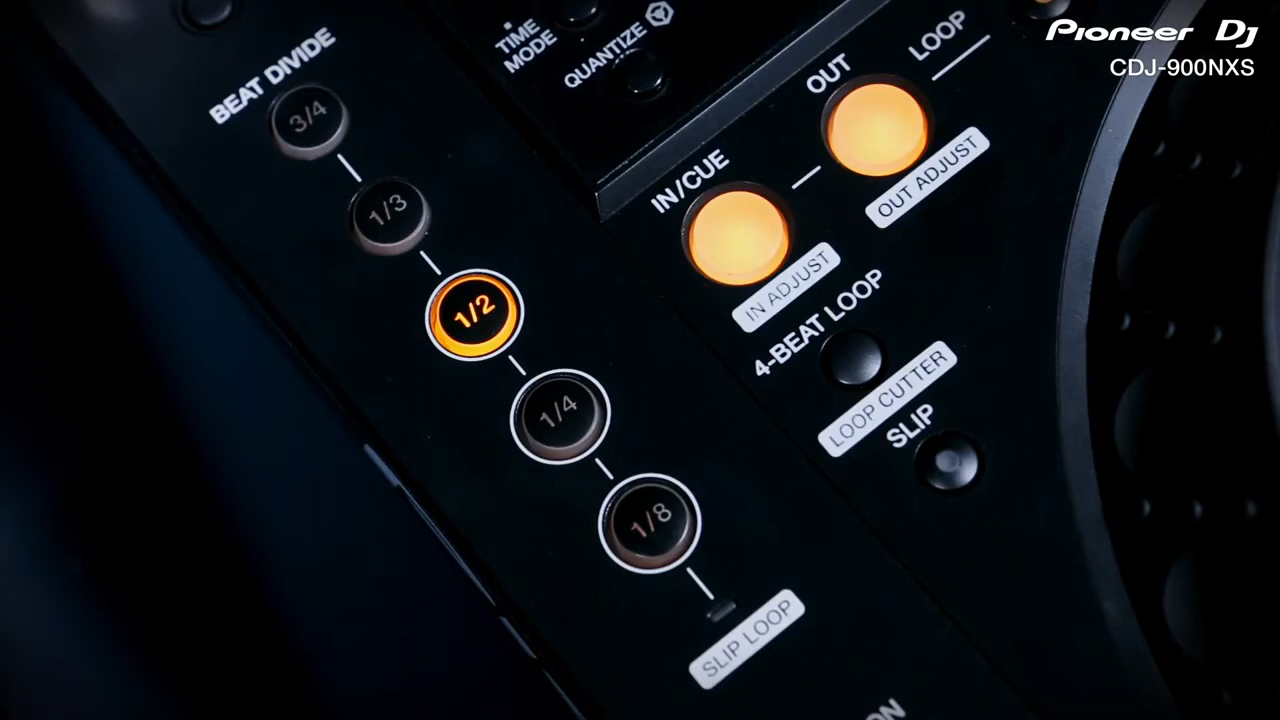 Pioneer Dj
CDJ-900NXS
BEAT DIVIDE
3/4
1/3
1/2
1/4
1/8
SLIP LOOP
TIME
MODE
QUANTIZE
IN/CUE
OUT
LOOP
IN ADJUST
OUT ADJUST
4-BEAT LOOP
LOOP CUTTER
SLIP